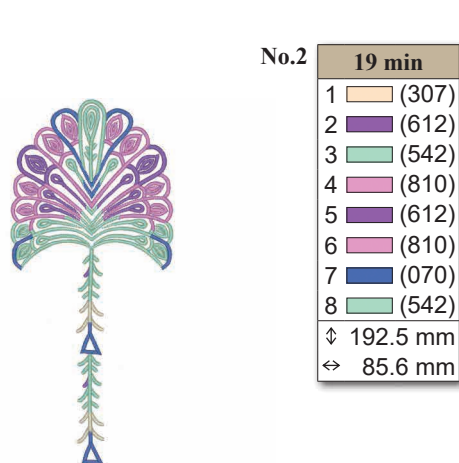 No.2
19 min
1 (307)
2 (612)
3 (542)
4 (810)
5 (612)
6 (810)
7 (070)
8 (542)
⇕ 192.5 mm
⇔ 85.6 mm